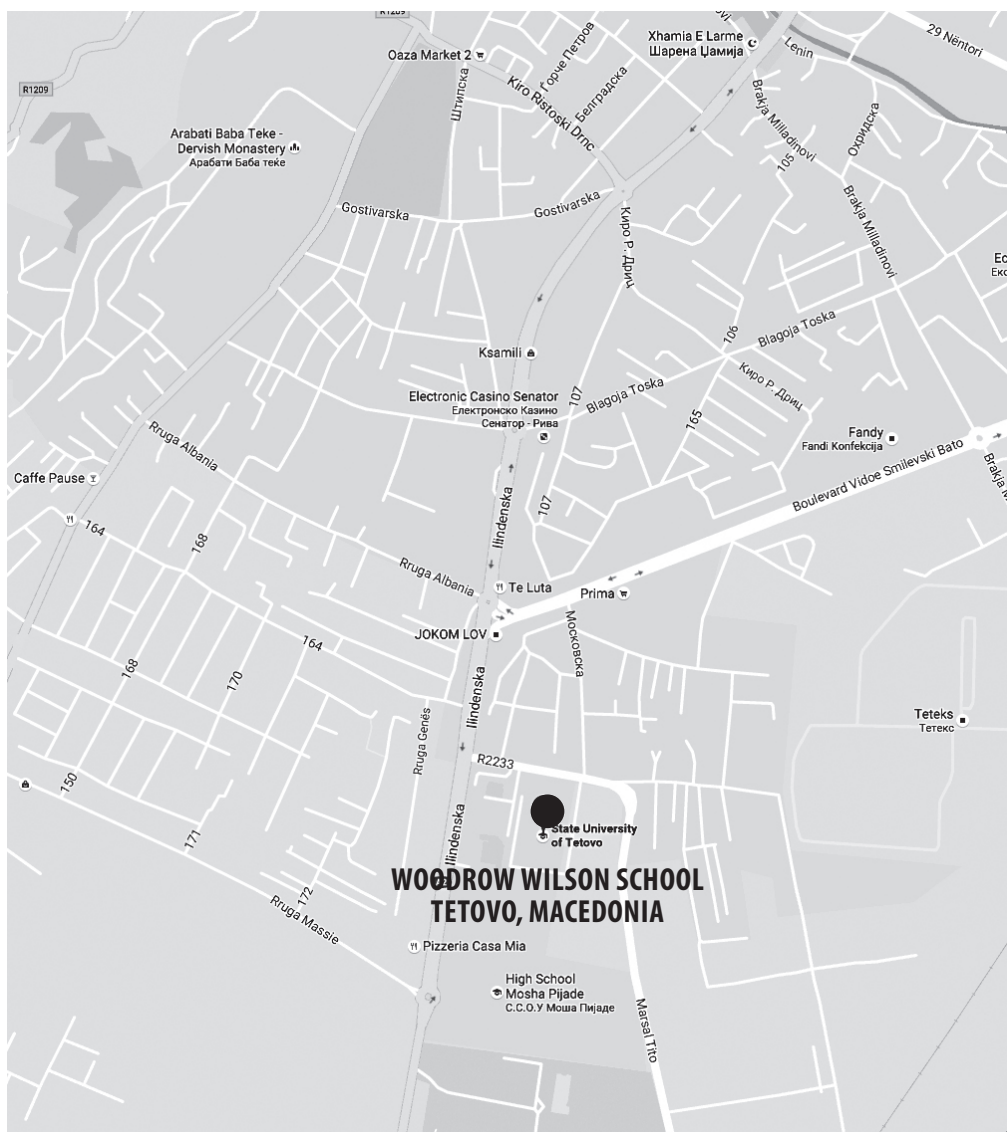 R1209
Oaza Market 2
Штипска
Ѓорче Петров
Xhamia E Larme
Шарена Џамија
Lenin
29 Nëntori
R1209
Kiro Ristoski Drnc
Белградска
Brakja Milladinovi
Охридска
105
Arabati Baba Teke -
Dervish Monastery
Арабати Баба теќе
Gostivarska
Gostivarska
Киро Р. Дриц
Brakja Milladinovi
106
Blagoja Toska
Ksamili
Киро Р. Дриц
Electronic Casino Senator
Електронско Казино
Сенатор - Рива
107
Blagoja Toska
165
Fandy
Fandi Konfekcija
Rruga Albania
Caffe Pause
Boulevard Vidoe Smilevski Bato
107
Ilindenska
164
168
Rruga Albania
Te Luta
Prima
JOKOM LOV
Московска
164
168
170
Ilindenska
Rruga Genës
Teteks
Тетекс
R2233
150
171
Ilindenska
State University
of Tetovo
WOODROW WILSON SCHOOL
TETOVO, MACEDONIA
172
Rruga Massie
Pizzeria Casa Mia
High School
Mosha Pijade
С.С.О.У Моша Пијаде
Marsal Tito